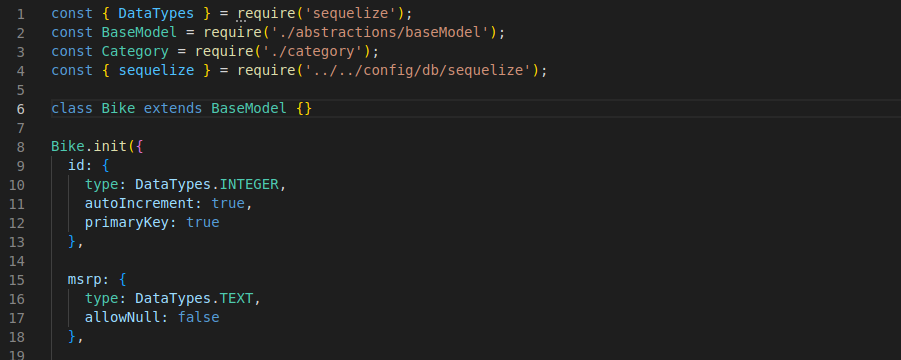 1 const { DataTypes } = require('sequelize');
2 const BaseModel = require('./abstractions/baseModel');
3 const Category = require('./category');
4 const { sequelize } = require('../../config/db/sequelize');
5
6 class Bike extends BaseModel {}
7
8 Bike.init({
9 id: {
10 type: DataTypes.INTEGER,
11 autoIncrement: true,
12 primaryKey: true
13 },
14
15 msrp: {
16 type: DataTypes.TEXT,
17 allowNull: false
18 },
19